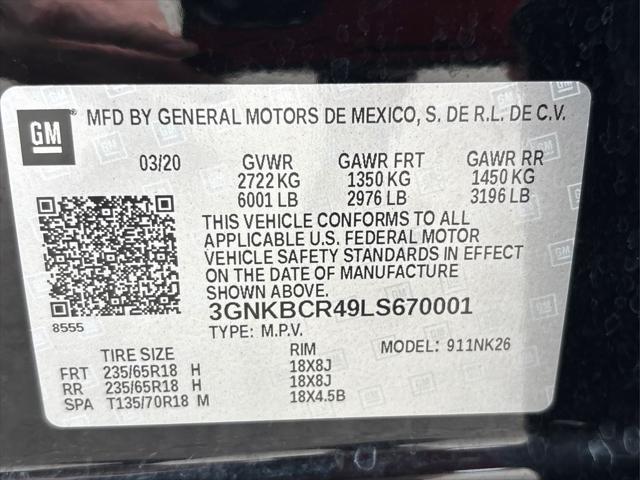 GM ® MFD BY GENERAL MOTORS DE MEXICO, S. DE R.L. DE C.V.
03/20 GVWR GAWR FRT GAWR RR
2722 KG 1350 KG 1450 KG
6001 LB 2976 LB 3196 LB
THIS VEHICLE CONFORMS TO ALL
APPLICABLE U.S. FEDERAL MOTOR
VEHICLE SAFETY STANDARDS IN EFFECT
ON THE DATE OF MANUFACTURE
SHOWN ABOVE.
8555 3GNKBCR49LS670001
TYPE: M.P.V.
TIRE SIZE RIM MODEL: 911NK26
FRT 235/65R18 H 18X8J
RR 235/65R18 H 18X8J
SPA T135/70R18 M 18X4.5B